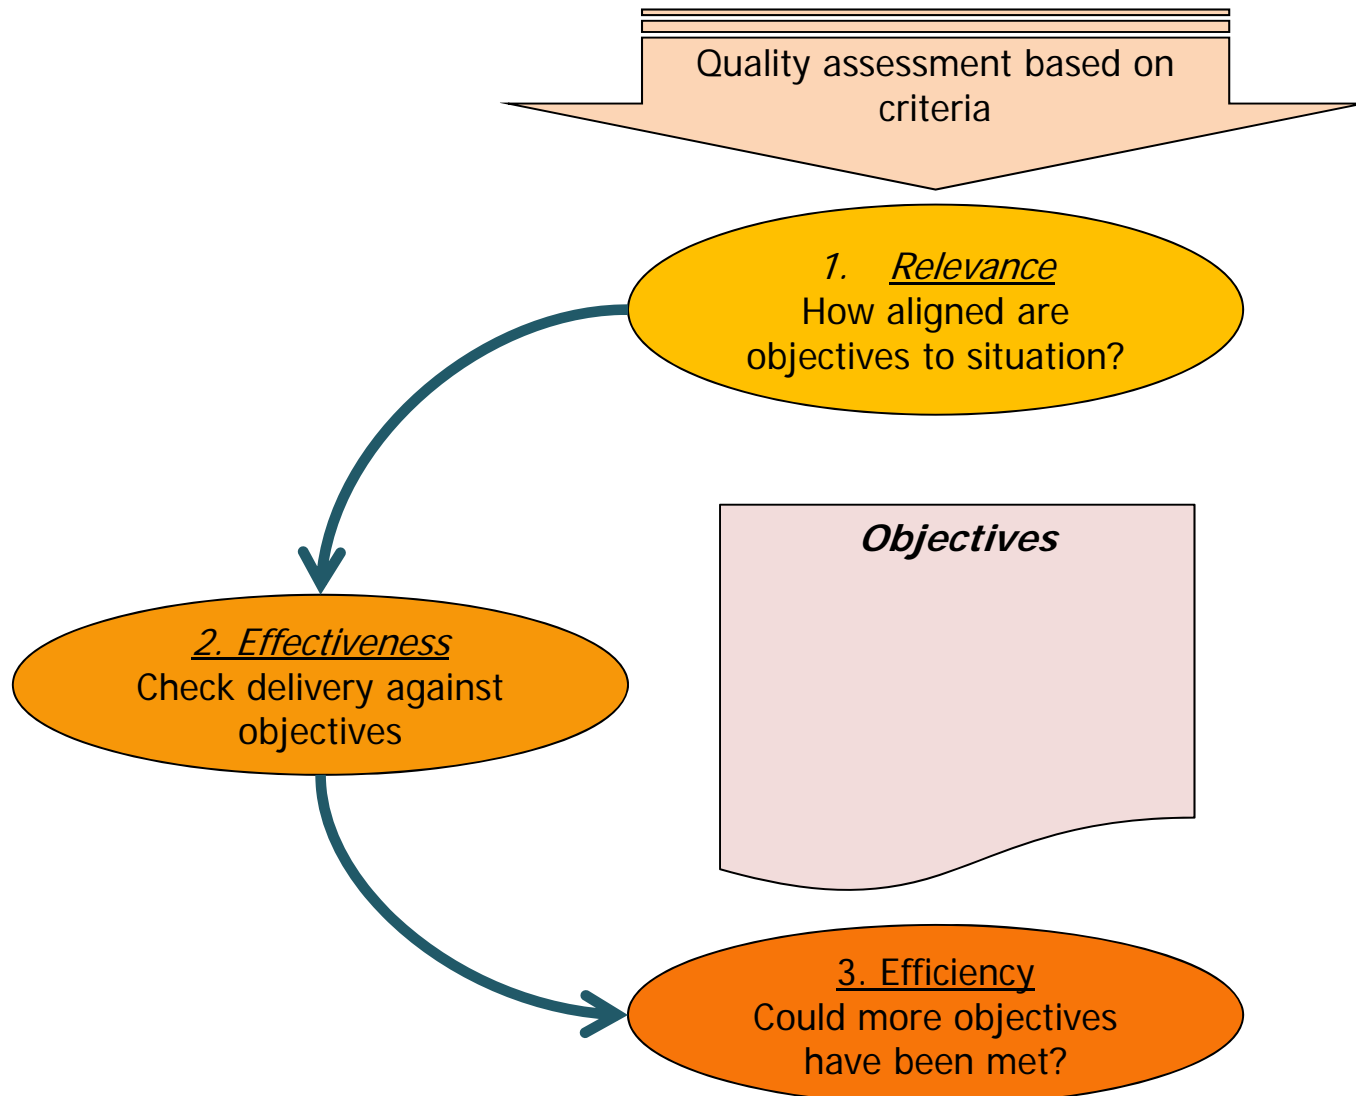 Quality assessment based on
criteria
1. Relevance
How aligned are
objectives to situation?
Objectives
2. Effectiveness
Check delivery against
objectives
3. Efficiency
Could more objectives
have been met?